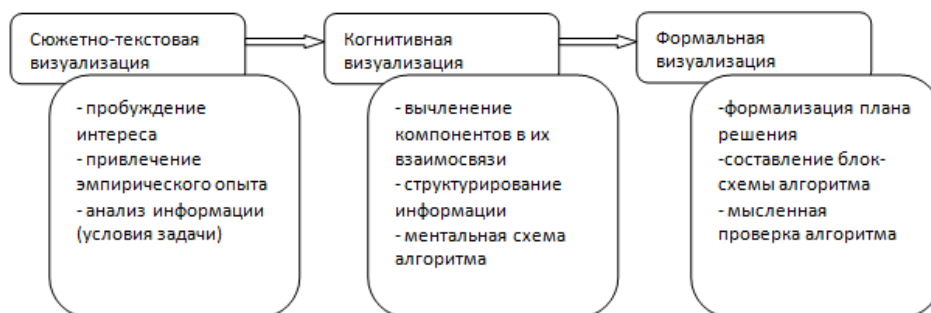 Сюжетно-текстовая
визуализация
- пробуждение
интереса
- привлечение
эмпирического опыта
- анализ информации
(условия задачи)
Когнитивная
визуализация
- вычленение
компонентов в их
взаимосвязи
- структурирование
информации
- ментальная схема
алгоритма
Формальная
визуализация
-формализация плана
решения
-составление блок-
схемы алгоритма
- мысленная
проверка алгоритма